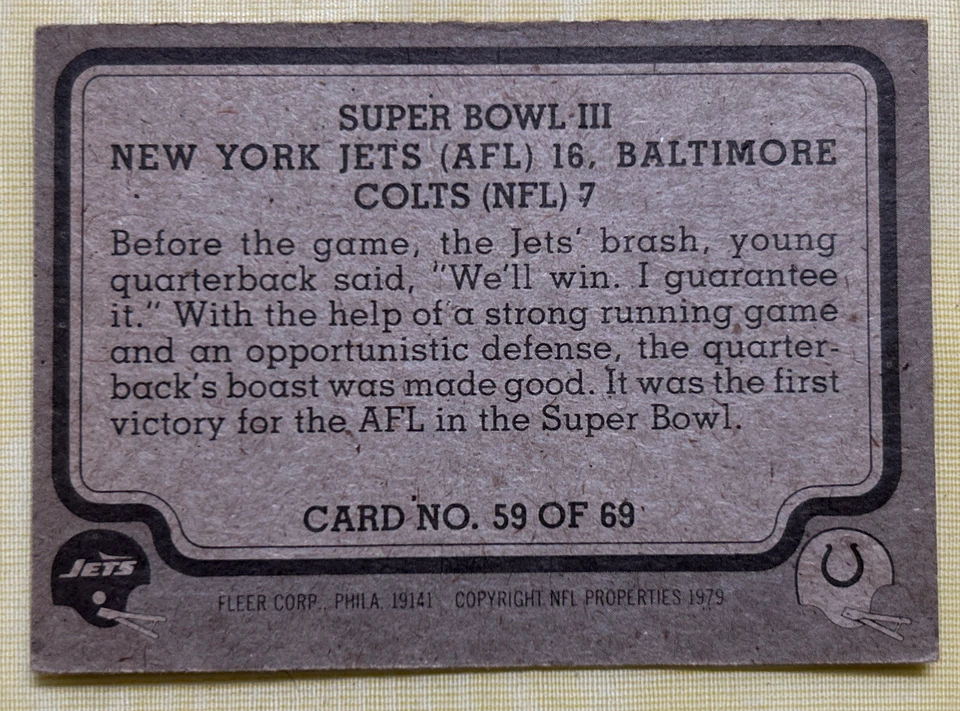 SUPER BOWL III
NEW YORK JETS (AFL) 16, BALTIMORE
COLTS (NFL) 7
Before the game, the Jets' brash, young
quarterback said, "We'll win. I guarantee
it." With the help of a strong running game
and an opportunistic defense, the quarter-
back's boast was made good. It was the first
victory for the AFL in the Super Bowl.
CARD NO. 59 OF 69
JETS
FLEER CORP., PHILA. 19141 COPYRIGHT NFL PROPERTIES 1979